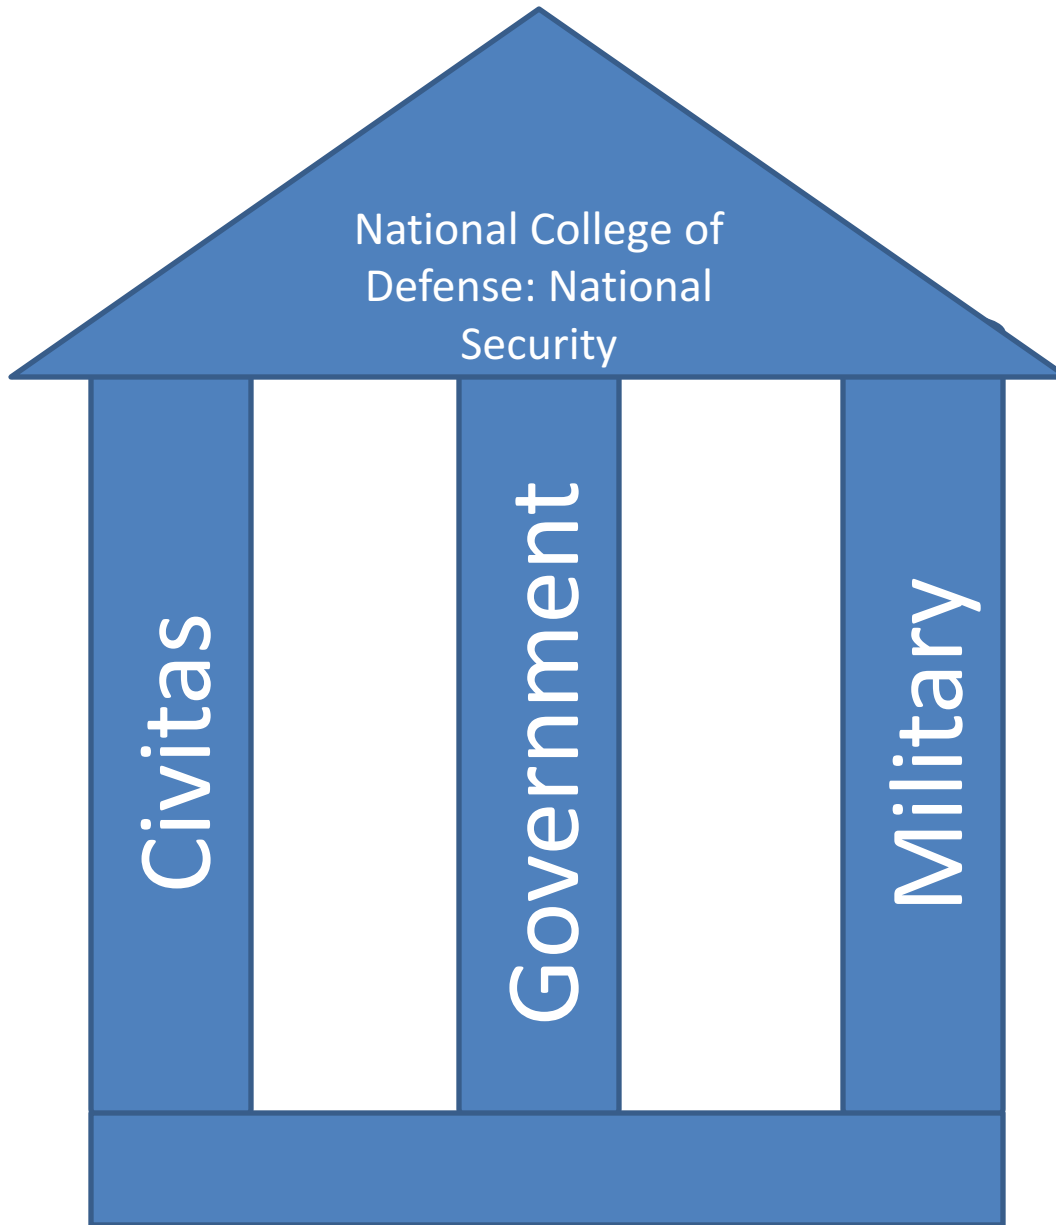 National College of
Defense: National
Security
Civitas
Government
Military